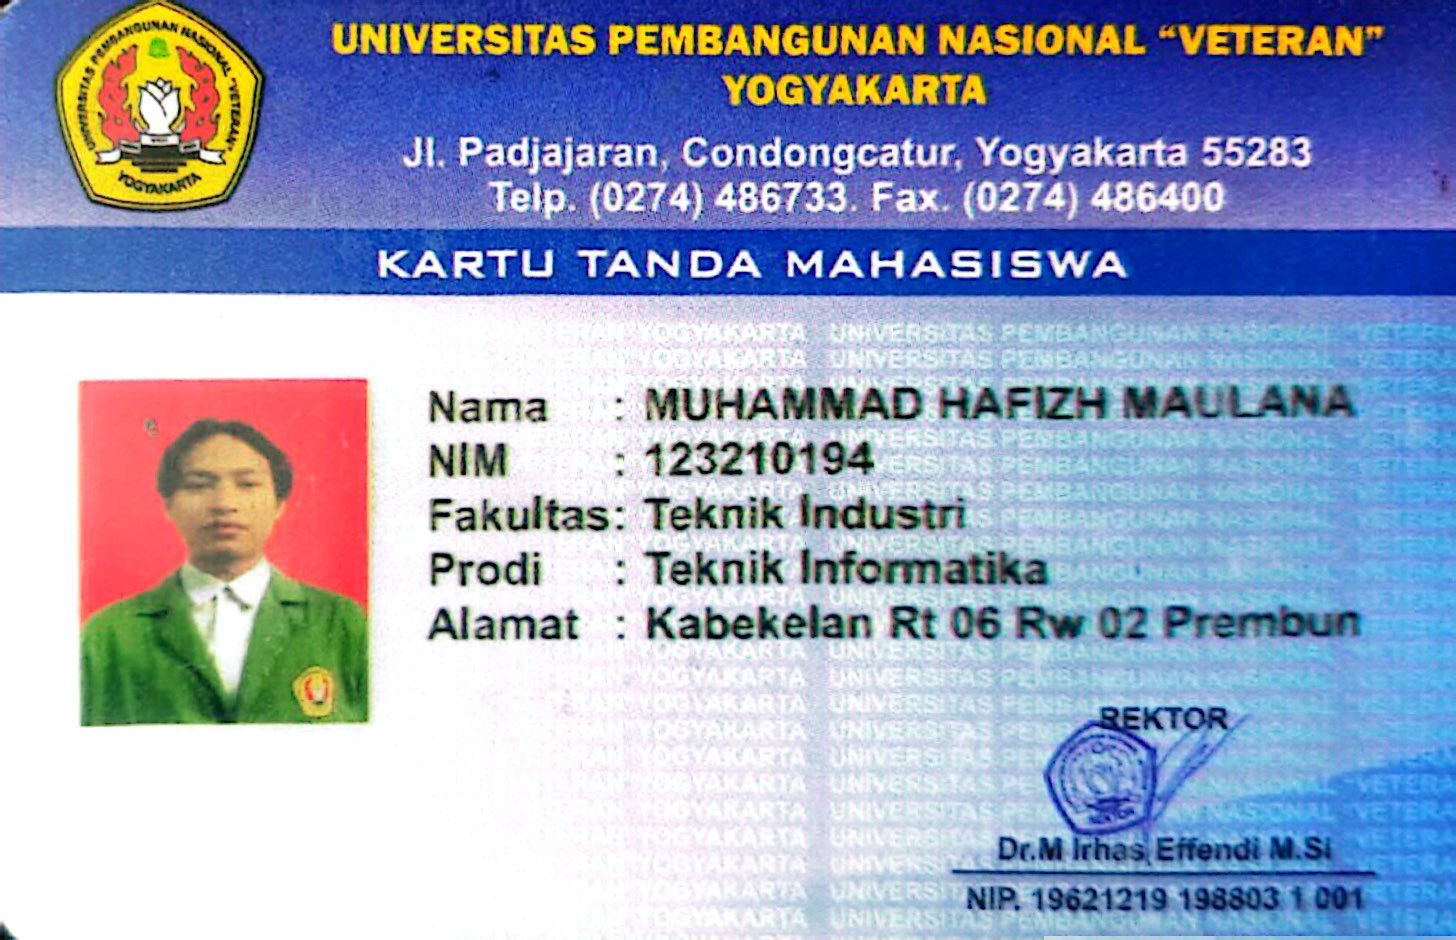 UNIVERSITAS PEMBANGUNAN NASIONAL "VETERAN"
YOGYAKARTA
Jl. Padjajaran, Condongcatur, Yogyakarta 55283
Telp. (0274) 486733. Fax. (0274) 486400
UNIVERSITAS PEMBANGUNAN NASIONAL "VETERAN"
YOGYAKARTA
KARTU TANDA MAHASISWA
Nama : MUHAMMAD HAFIZH MAULANA
NIM : 123210194
Fakultas : Teknik Industri
Prodi : Teknik Informatika
Alamat : Kabekelan Rt 06 Rw 02 Prembun
REKTOR
Dr.M Irhas Effendi M.Si
NIP. 19621219 198803 1 001